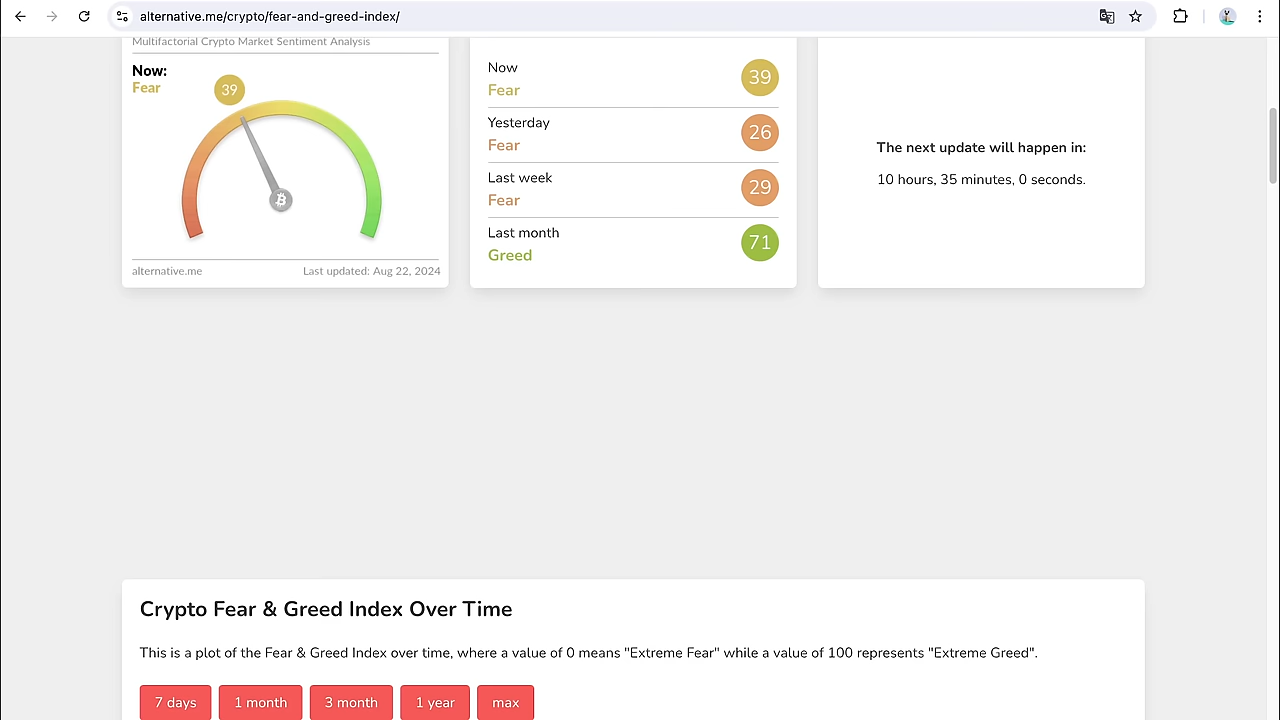 alternative.me/crypto/fear-and-greed-index/
Multifactorial Crypto Market Sentiment Analysis
Now:
Fear
39
alternative.me
Last updated: Aug 22, 2024
Now
Fear
39
Yesterday
Fear
26
Last week
Fear
29
Last month
Greed
71
The next update will happen in:
10 hours, 35 minutes, 0 seconds.
Crypto Fear & Greed Index Over Time
This is a plot of the Fear & Greed Index over time, where a value of 0 means "Extreme Fear" while a value of 100 represents "Extreme Greed".
7 days
1 month
3 month
1 year
max